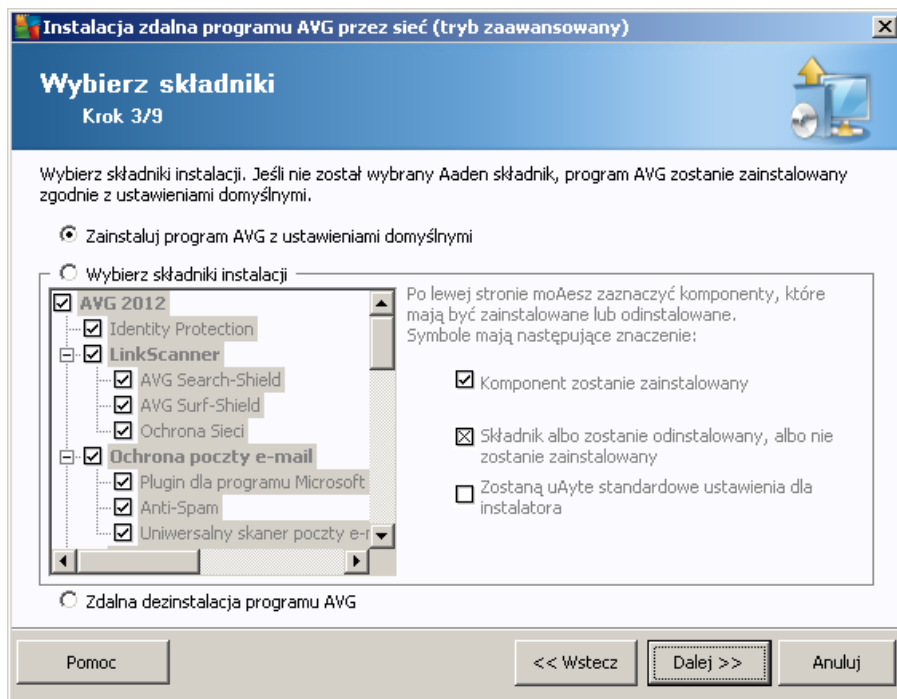 Instalacja zdalna programu AVG przez sieć (tryb zaawansowany)
Wybierz składniki
Krok 3/9
Wybierz składniki instalacji. Jeśli nie został wybrany Aaden składnik, program AVG zostanie zainstalowany
zgodnie z ustawieniami domyślnymi.
Zainstaluj program AVG z ustawieniami domyślnymi
Wybierz składniki instalacji
AVG 2012
Identity Protection
LinkScanner
AVG Search-Shield
AVG Surf-Shield
Ochrona Sieci
Ochrona poczty e-mail
Plugin dla programu Microsoft
Anti-Spam
Uniwersalny skaner poczty e-r
Po lewej stronie moAesz zaznaczyć komponenty, które
mają być zainstalowane lub odinstalowane.
Symbole mają następujące znaczenie:
Komponent zostanie zainstalowany
Składnik albo zostanie odinstalowany, albo nie
zostanie zainstalowany
Zostaną uAyte standardowe ustawienia dla
instalatora
Zdalna dezinstalacja programu AVG
Pomoc
<< Wstecz
Dalej >>
Anuluj